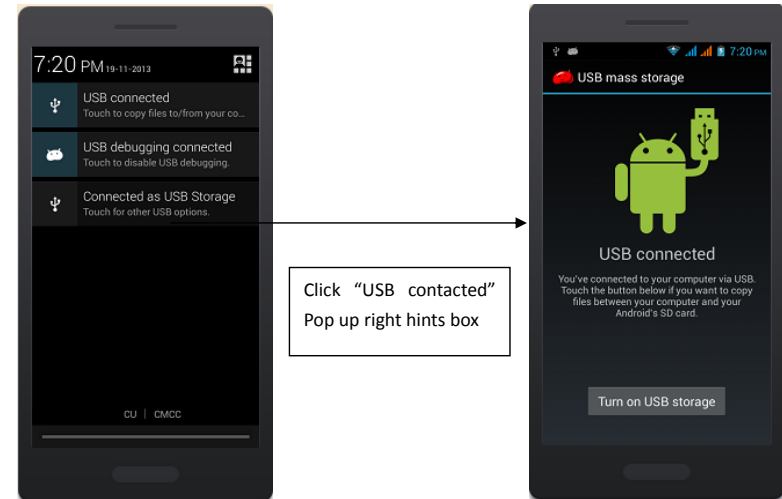 7:20 PM 19-11-2013
USB connected
Touch to copy files to/from your co...
USB debugging connected
Touch to disable USB debugging.
Connected as USB Storage
Touch for other USB options.
CU | CMCC
Click “USB contacted”
Pop up right hints box
7:20 PM
USB mass storage
USB connected
You've connected to your computer via USB.
Touch the button below if you want to copy
files between your computer and your
Android's SD card.
Turn on USB storage